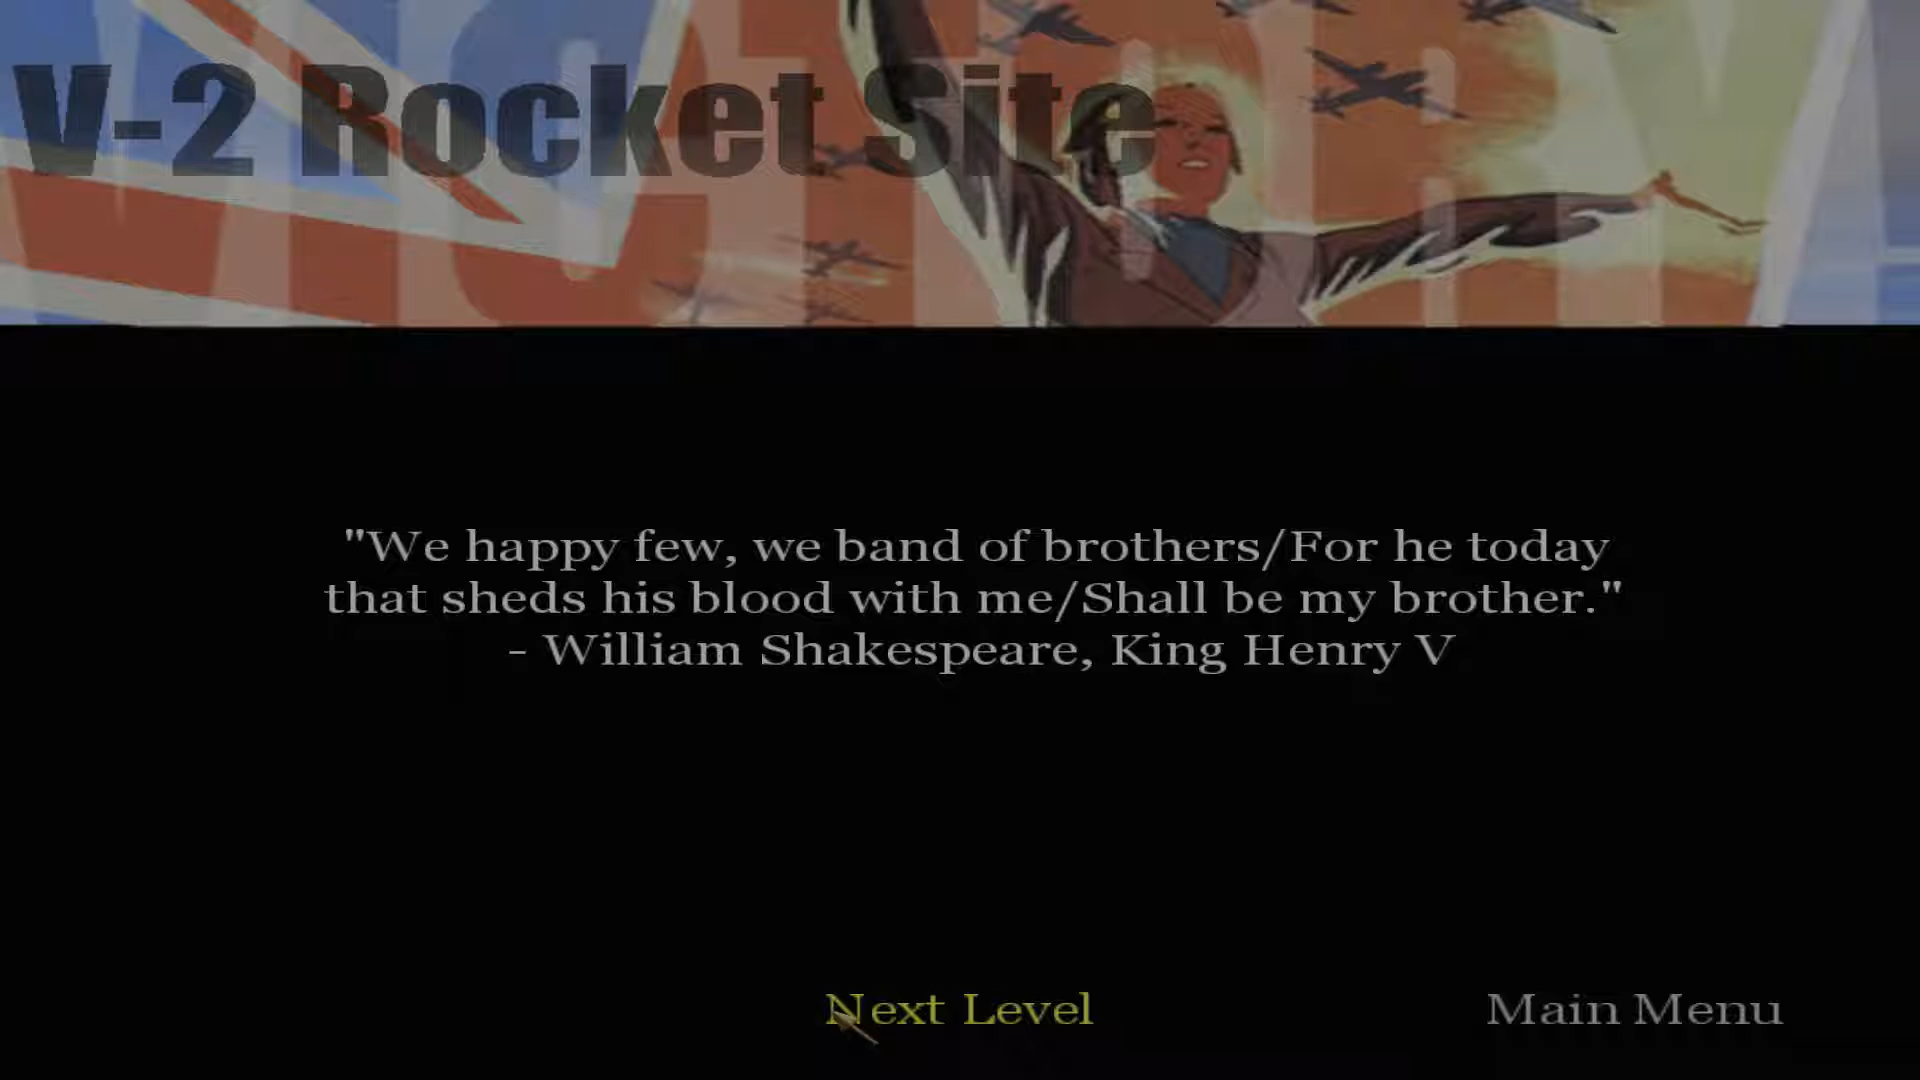 VICTORY
V-2 Rocket Site
"We happy few, we band of brothers/For he today
that sheds his blood with me/Shall be my brother."
- William Shakespeare, King Henry V
Next Level
Main Menu